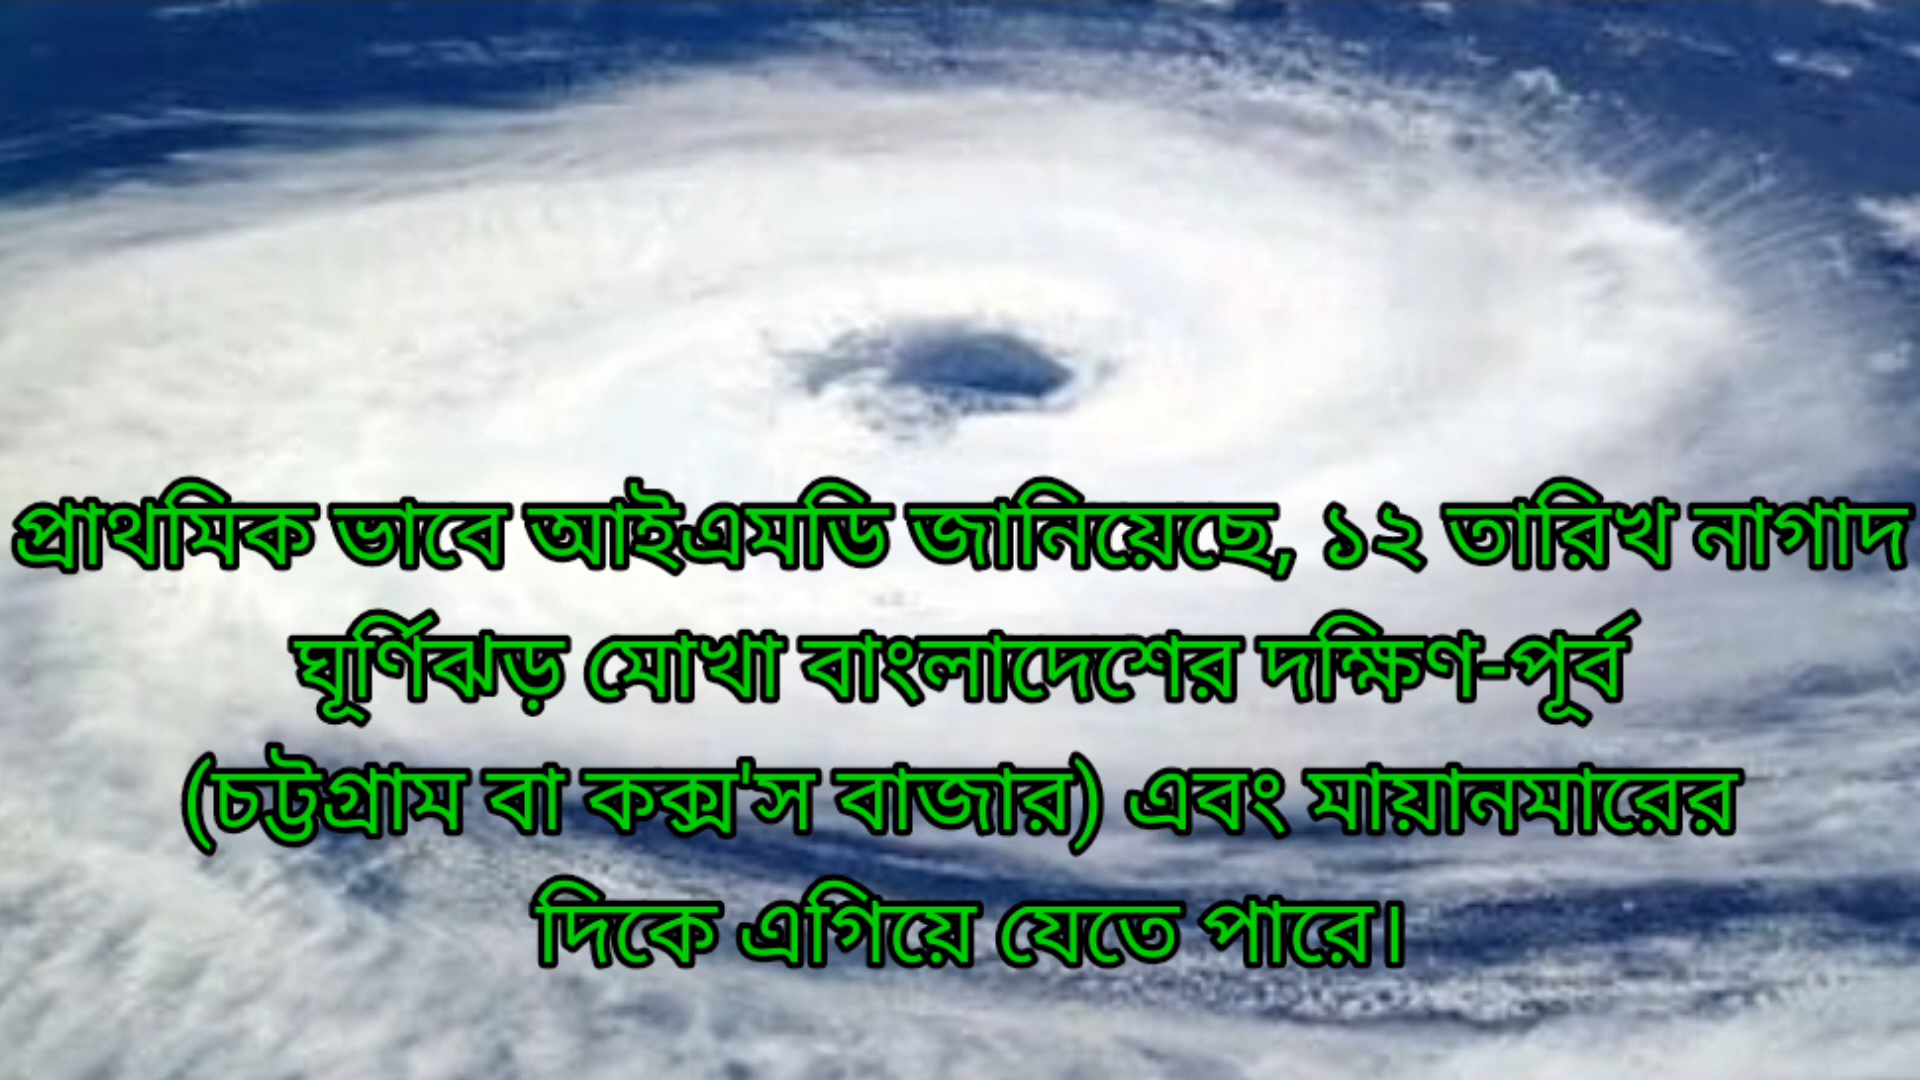 প্রাথমিক ভাবে আইএমডি জানিয়েছে, ১২ তারিখ নাগাদ
ঘূর্ণিঝড় মোখা বাংলাদেশের দক্ষিণ-পূর্ব
(চট্টগ্রাম বা কক্স'স বাজার) এবং মায়ানমারের
দিকে এগিয়ে যেতে পারে।